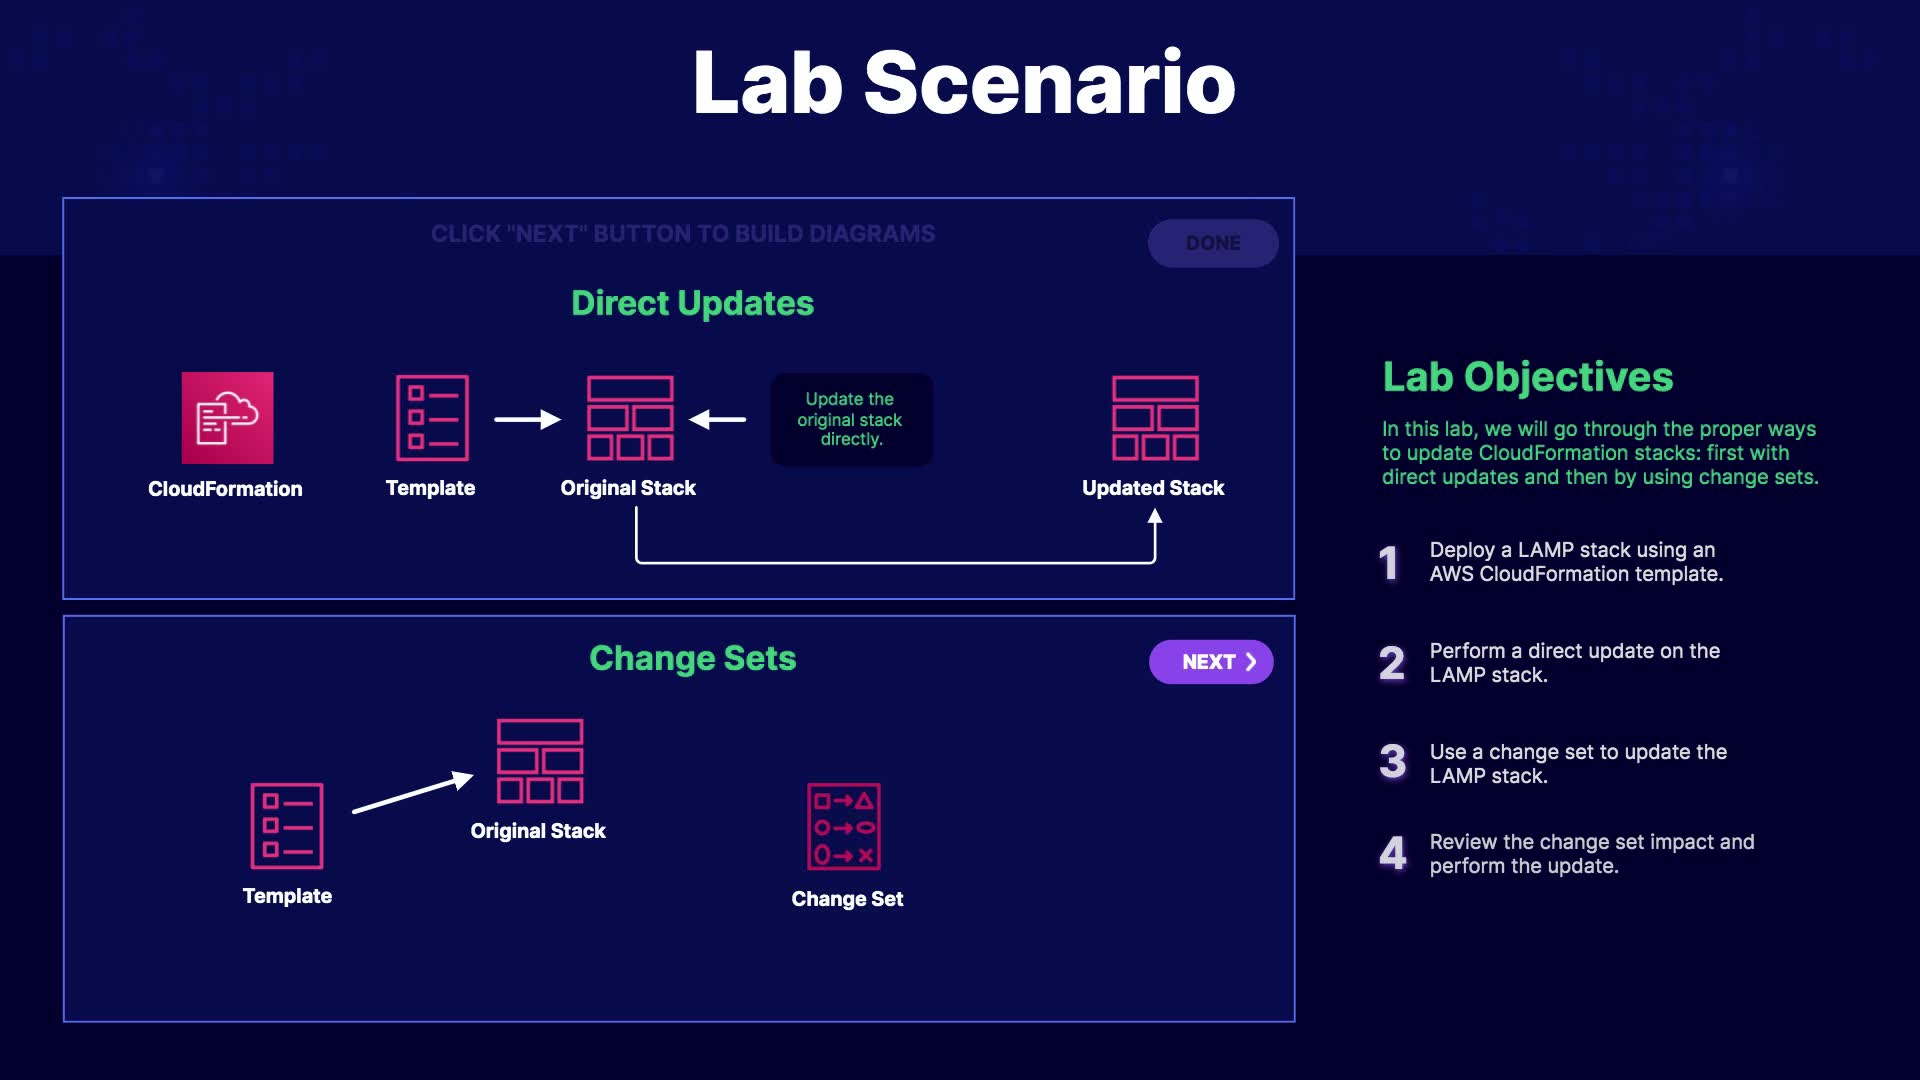 Lab Scenario
CLICK "NEXT" BUTTON TO BUILD DIAGRAMS
DONE
Direct Updates
CloudFormation
Template
Original Stack
Update the
original stack
directly.
Updated Stack
Change Sets
NEXT
Template
Original Stack
Change Set
Lab Objectives
In this lab, we will go through the proper ways
to update CloudFormation stacks: first with
direct updates and then by using change sets.
1
Deploy a LAMP stack using an
AWS CloudFormation template.
2
Perform a direct update on the
LAMP stack.
3
Use a change set to update the
LAMP stack.
4
Review the change set impact and
perform the update.